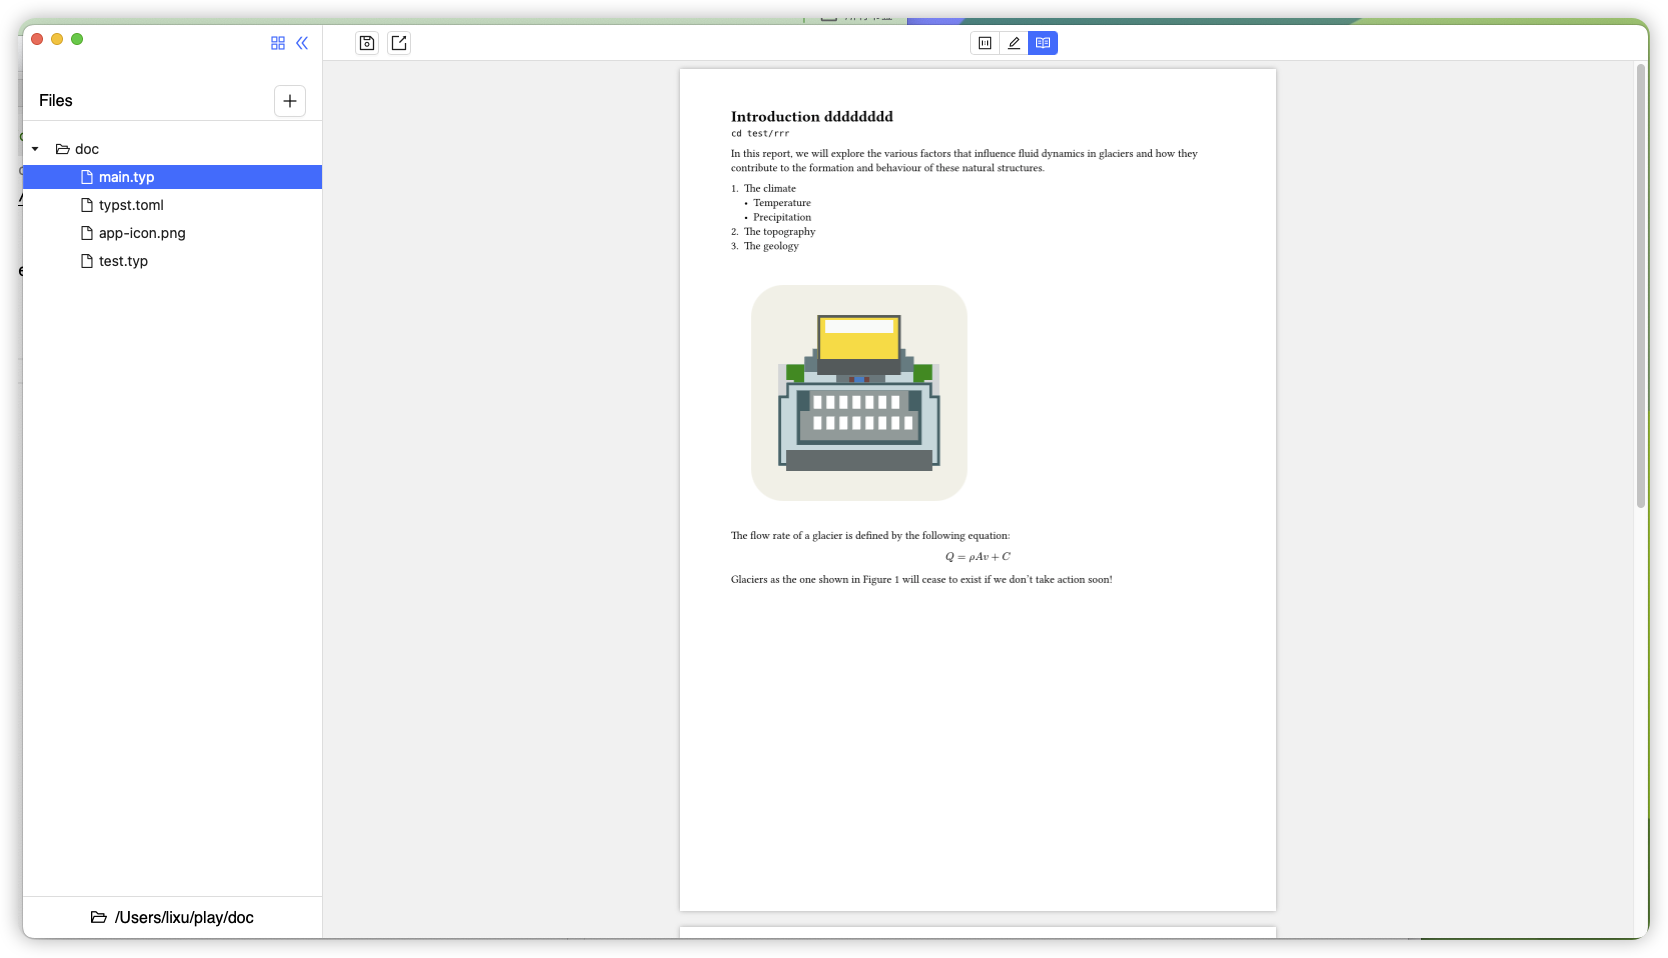 Files
doc
main.typ
typst.toml
app-icon.png
test.typ
/Users/lixu/play/doc
Introduction dddddddd
cd test/rrr
In this report, we will explore the various factors that influence fluid dynamics in glaciers and how they
contribute to the formation and behaviour of these natural structures.
1. The climate
• Temperature
• Precipitation
2. The topography
3. The geology
The flow rate of a glacier is defined by the following equation:
Q = ρAv + C
Glaciers as the one shown in Figure 1 will cease to exist if we don't take action soon!